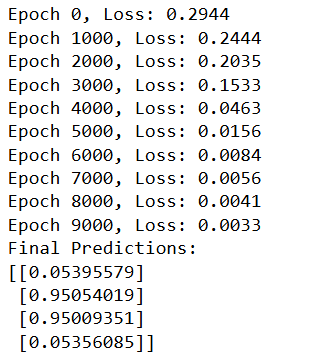 Epoch 0, Loss: 0.2944
Epoch 1000, Loss: 0.2444
Epoch 2000, Loss: 0.2035
Epoch 3000, Loss: 0.1533
Epoch 4000, Loss: 0.0463
Epoch 5000, Loss: 0.0156
Epoch 6000, Loss: 0.0084
Epoch 7000, Loss: 0.0056
Epoch 8000, Loss: 0.0041
Epoch 9000, Loss: 0.0033
Final Predictions:
[[0.05395579]
 [0.95054019]
 [0.95009351]
 [0.05356085]]